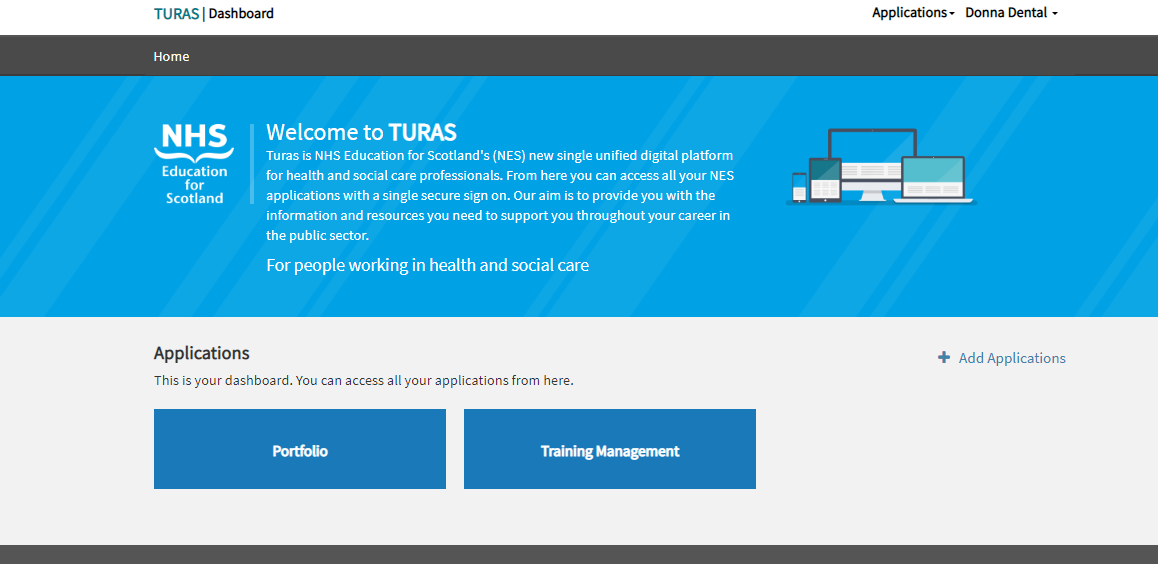 TURAS | Dashboard
Applications Donna Dental
Home
NHS
Education
for
Scotland
Welcome to TURAS
Turas is NHS Education for Scotland's (NES) new single unified digital platform
for health and social care professionals. From here you can access all your NES
applications with a single secure sign on. Our aim is to provide you with the
information and resources you need to support you throughout your career in
the public sector.
For people working in health and social care
Applications
Add Applications
This is your dashboard. You can access all your applications from here.
Portfolio
Training Management